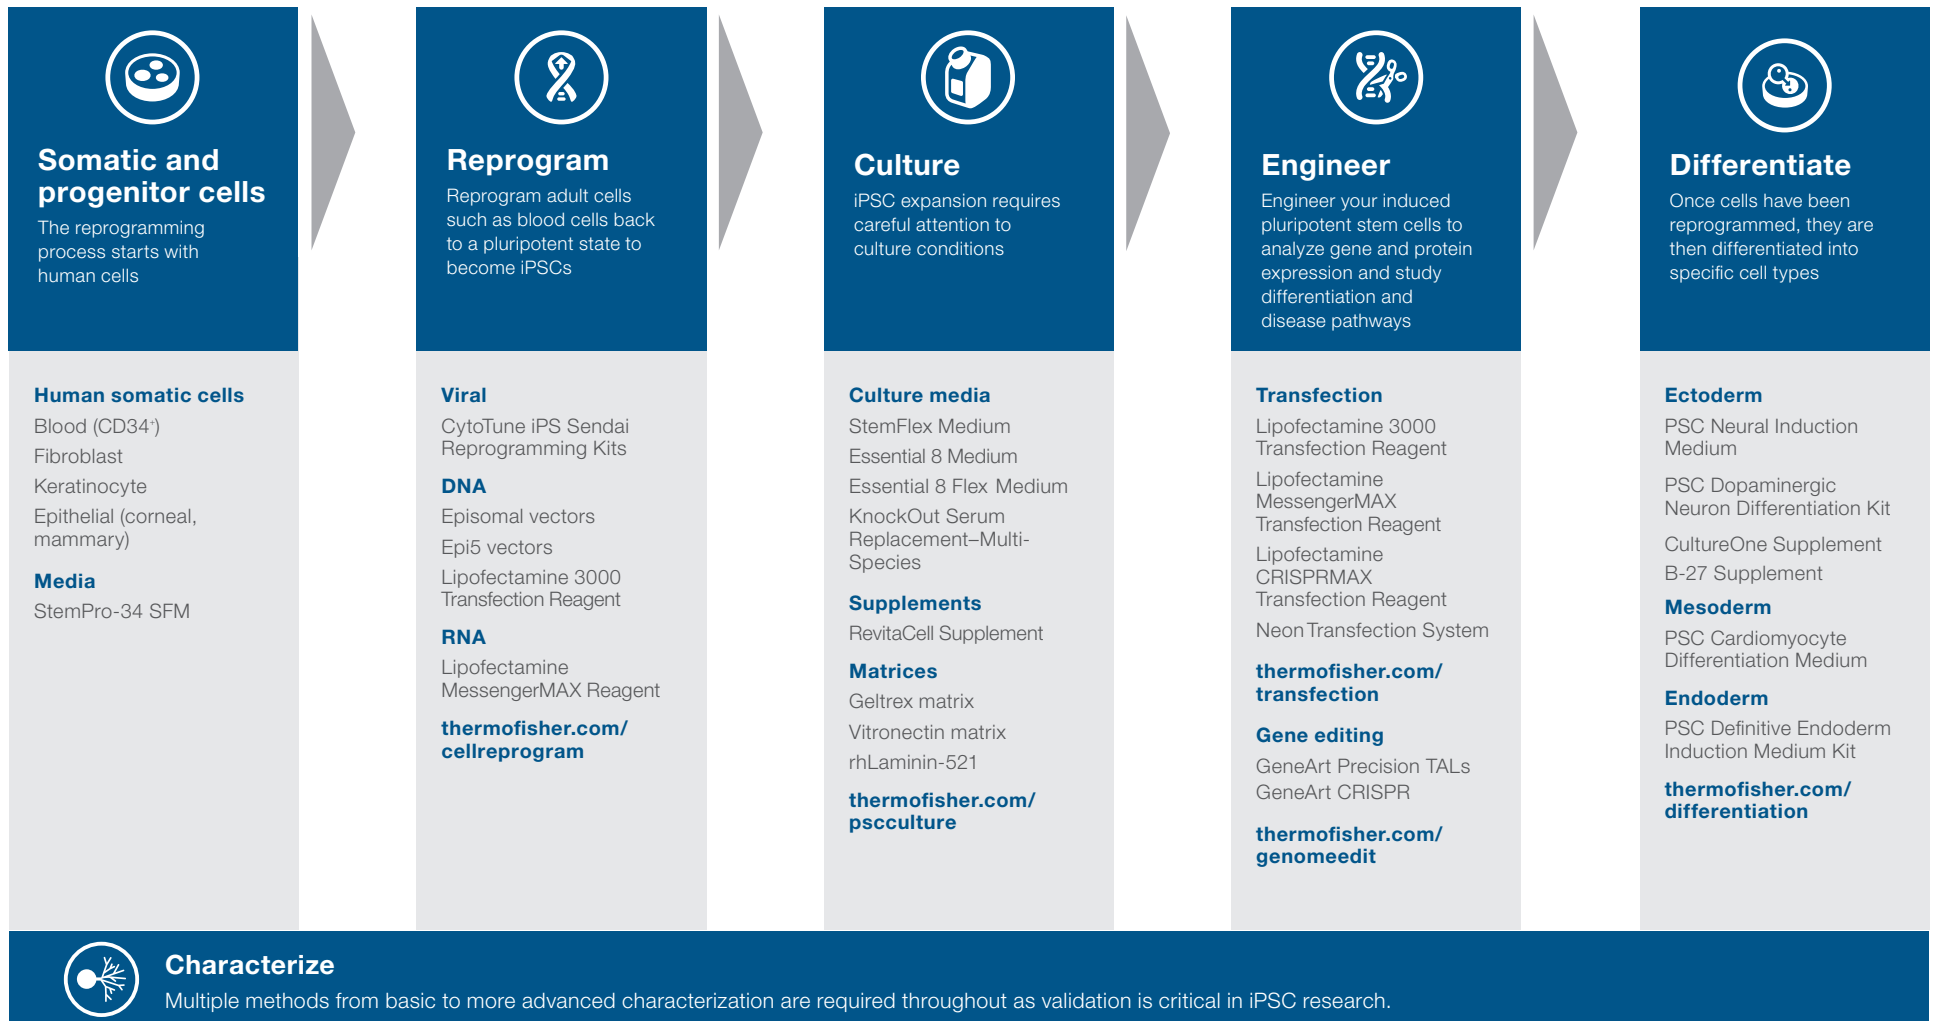 Somatic and
progenitor cells
The reprogramming
process starts with
human cells
Human somatic cells
Blood (CD34+)
Fibroblast
Keratinocyte
Epithelial (corneal,
mammary)
Media
StemPro-34 SFM
Reprogram
Reprogram adult cells
such as blood cells back
to a pluripotent state to
become iPSCs
Viral
CytoTune iPS Sendai
Reprogramming Kits
DNA
Episomal vectors
Epi5 vectors
Lipofectamine 3000
Transfection Reagent
RNA
Lipofectamine
MessengerMAX Reagent
thermofisher.com/
cellreprogram
Culture
iPSC expansion requires
careful attention to
culture conditions
Culture media
StemFlex Medium
Essential 8 Medium
Essential 8 Flex Medium
KnockOut Serum
Replacement–Multi-
Species
Supplements
RevitaCell Supplement
Matrices
Geltrex matrix
Vitronectin matrix
rhLaminin-521
thermofisher.com/
pscculture
Engineer
Engineer your induced
pluripotent stem cells to
analyze gene and protein
expression and study
differentiation and
disease pathways
Transfection
Lipofectamine 3000
Transfection Reagent
Lipofectamine
MessengerMAX
Transfection Reagent
Lipofectamine
CRISPRMAX
Transfection Reagent
Neon Transfection System
thermofisher.com/
transfection
Gene editing
GeneArt Precision TALs
GeneArt CRISPR
thermofisher.com/
genomeedit
Differentiate
Once cells have been
reprogrammed, they are
then differentiated into
specific cell types
Ectoderm
PSC Neural Induction
Medium
PSC Dopaminergic
Neuron Differentiation Kit
CultureOne Supplement
B-27 Supplement
Mesoderm
PSC Cardiomyocyte
Differentiation Medium
Endoderm
PSC Definitive Endoderm
Induction Medium Kit
thermofisher.com/
differentiation
Characterize
Multiple methods from basic to more advanced characterization are required throughout as validation is critical in iPSC research.